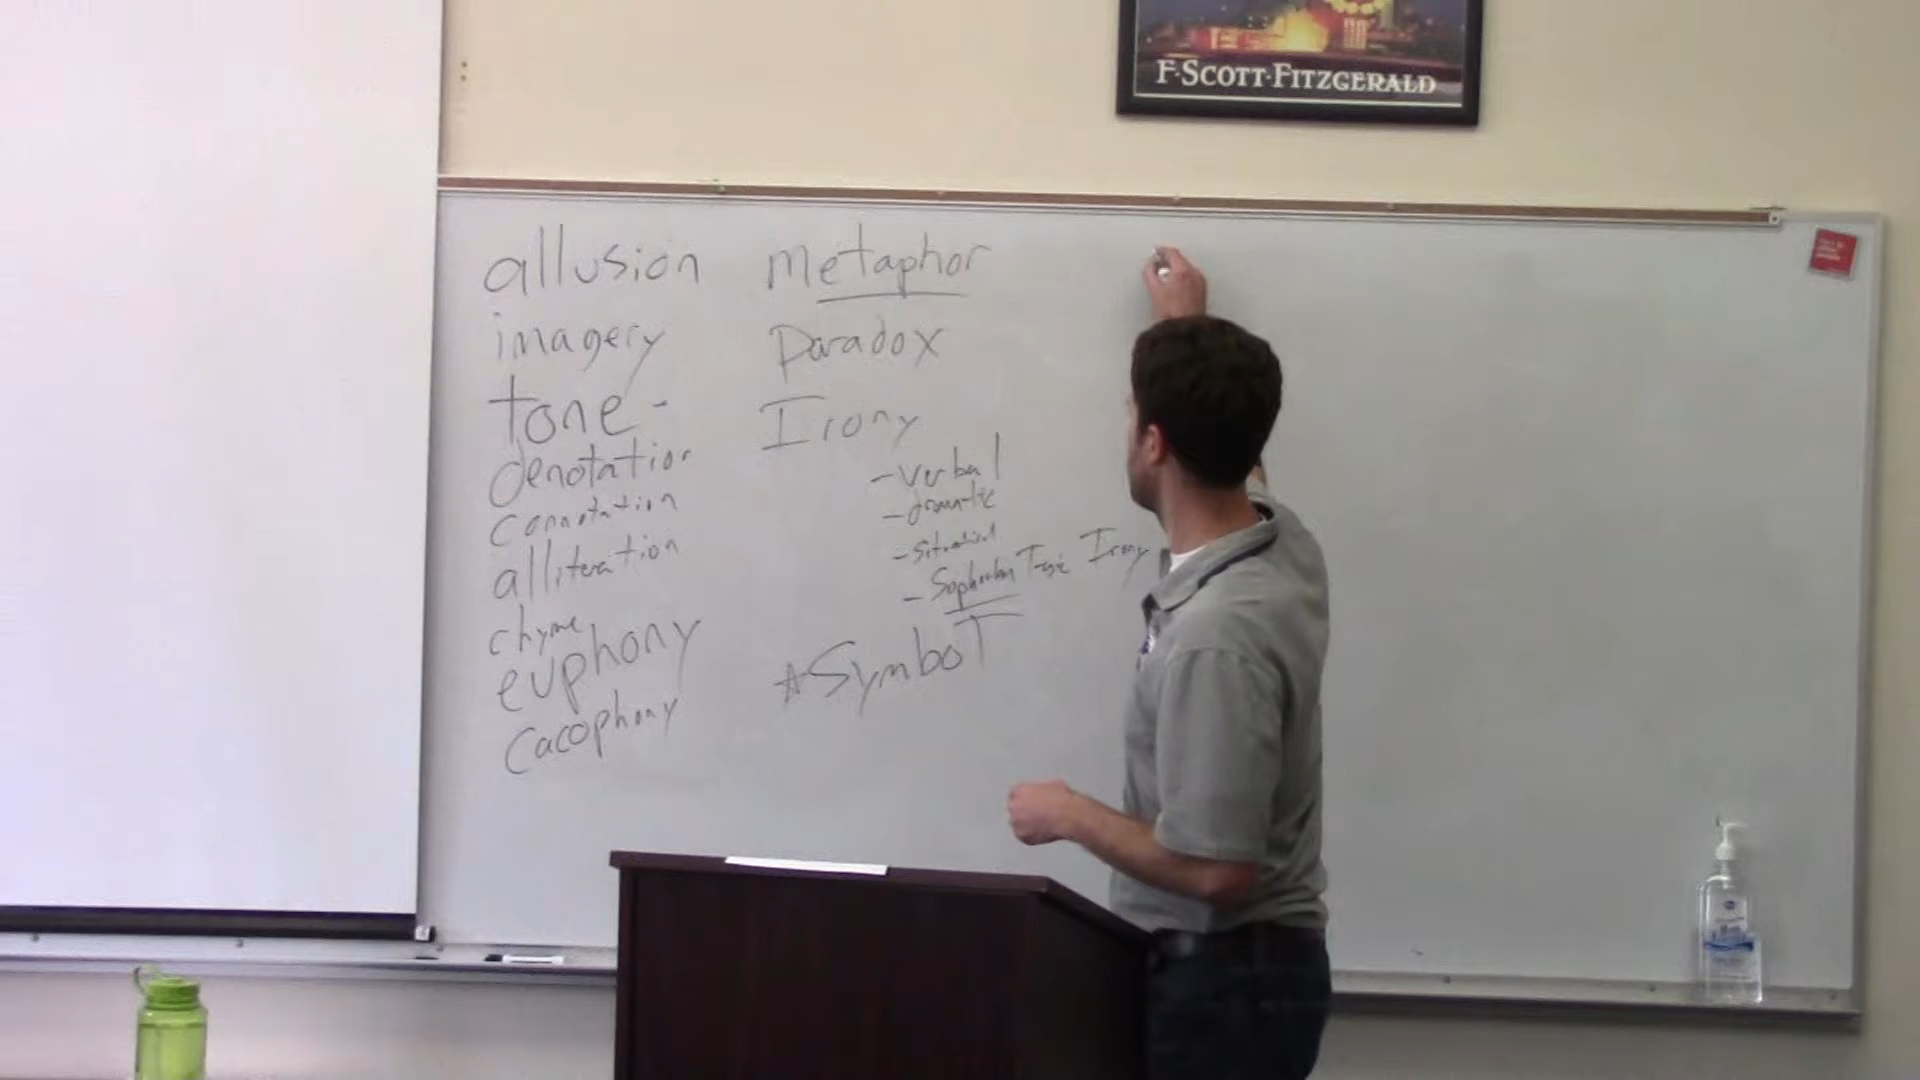 F·SCOTT·FITZGERALD
allusion
imagery
tone -
denotation
connotation
alliteration
rhyme
euphony
cacophony
metaphor
Paradox
Irony
- verbal
- dramatic
- situational
- Sophoclean Tragic Irony
*Symbol